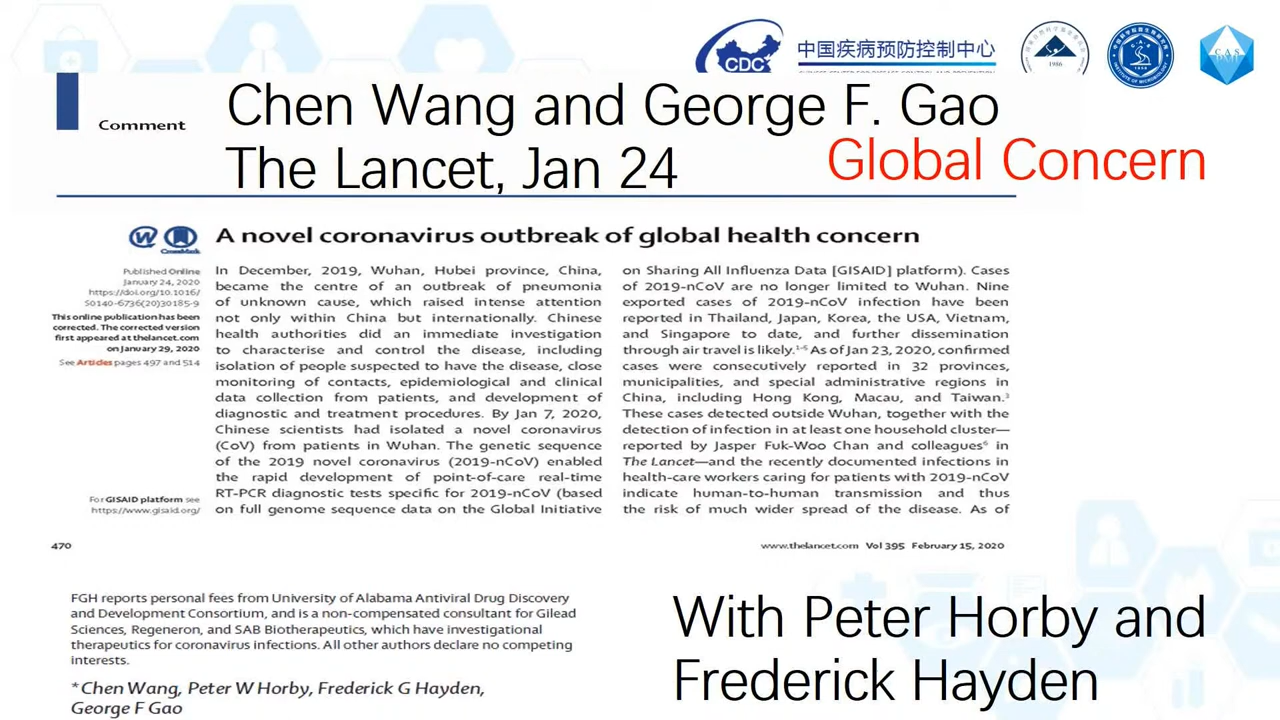 CDC
中国疾病预防控制中心
1986
CAS
Comment
Chen Wang and George F. Gao
The Lancet, Jan 24
Global Concern
CrossMark
A novel coronavirus outbreak of global health concern
Published Online
January 24, 2020
https://doi.org/10.1016/
S0140-6736(20)30185-9
This online publication has been
corrected. The corrected version
first appeared at thelancet.com
on January 29, 2020
See Articles pages 497 and 514
For GISAID platform see
https://www.gisaid.org/
In December, 2019, Wuhan, Hubei province, China,
became the centre of an outbreak of pneumonia
of unknown cause, which raised intense attention
not only within China but internationally. Chinese
health authorities did an immediate investigation
to characterise and control the disease, including
isolation of people suspected to have the disease, close
monitoring of contacts, epidemiological and clinical
data collection from patients, and development of
diagnostic and treatment procedures. By Jan 7, 2020,
Chinese scientists had isolated a novel coronavirus
(CoV) from patients in Wuhan. The genetic sequence
of the 2019 novel coronavirus (2019-nCoV) enabled
the rapid development of point-of-care real-time
RT-PCR diagnostic tests specific for 2019-nCoV (based
on full genome sequence data on the Global Initiative
on Sharing All Influenza Data [GISAID] platform). Cases
of 2019-nCoV are no longer limited to Wuhan. Nine
exported cases of 2019-nCoV infection have been
reported in Thailand, Japan, Korea, the USA, Vietnam,
and Singapore to date, and further dissemination
through air travel is likely.¹⁻⁵ As of Jan 23, 2020, confirmed
cases were consecutively reported in 32 provinces,
municipalities, and special administrative regions in
China, including Hong Kong, Macau, and Taiwan.³
These cases detected outside Wuhan, together with the
detection of infection in at least one household cluster—
reported by Jasper Fuk-Woo Chan and colleagues⁶ in
The Lancet—and the recently documented infections in
health-care workers caring for patients with 2019-nCoV
indicate human-to-human transmission and thus
the risk of much wider spread of the disease. As of
470
www.thelancet.com Vol 395 February 15, 2020
FGH reports personal fees from University of Alabama Antiviral Drug Discovery
and Development Consortium, and is a non-compensated consultant for Gilead
Sciences, Regeneron, and SAB Biotherapeutics, which have investigational
therapeutics for coronavirus infections. All other authors declare no competing
interests.
*Chen Wang, Peter W Horby, Frederick G Hayden,
George F Gao
With Peter Horby and
Frederick Hayden